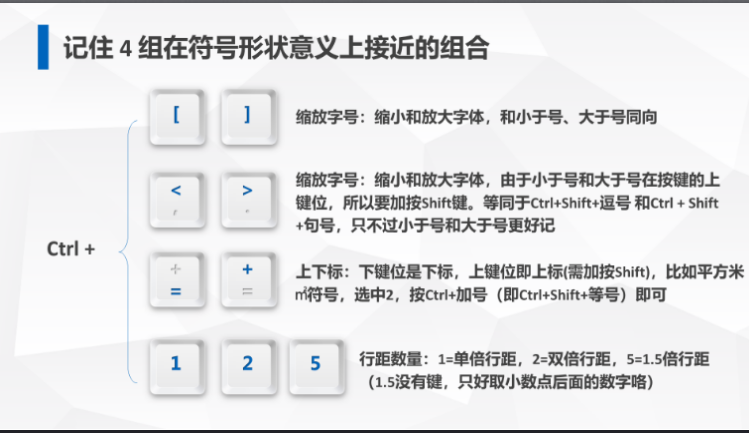 记住 4 组在符号形状意义上接近的组合
[ ]
缩放字号：缩小和放大字体，和小于号、大于号同向
< >
, .
缩放字号：缩小和放大字体，由于小于号和大于号在按键的上
键位，所以要加按Shift键。等同于Ctrl+Shift+逗号 和Ctrl + Shift
+句号，只不过小于号和大于号更好记
Ctrl +
+ +
= =
上下标：下键位是下标，上键位即上标(需加按Shift)，比如平方米
㎡符号，选中2，按Ctrl+加号（即Ctrl+Shift+等号）即可
1 2 5
行距数量：1=单倍行距，2=双倍行距，5=1.5倍行距
（1.5没有键，只好取小数点后面的数字咯）